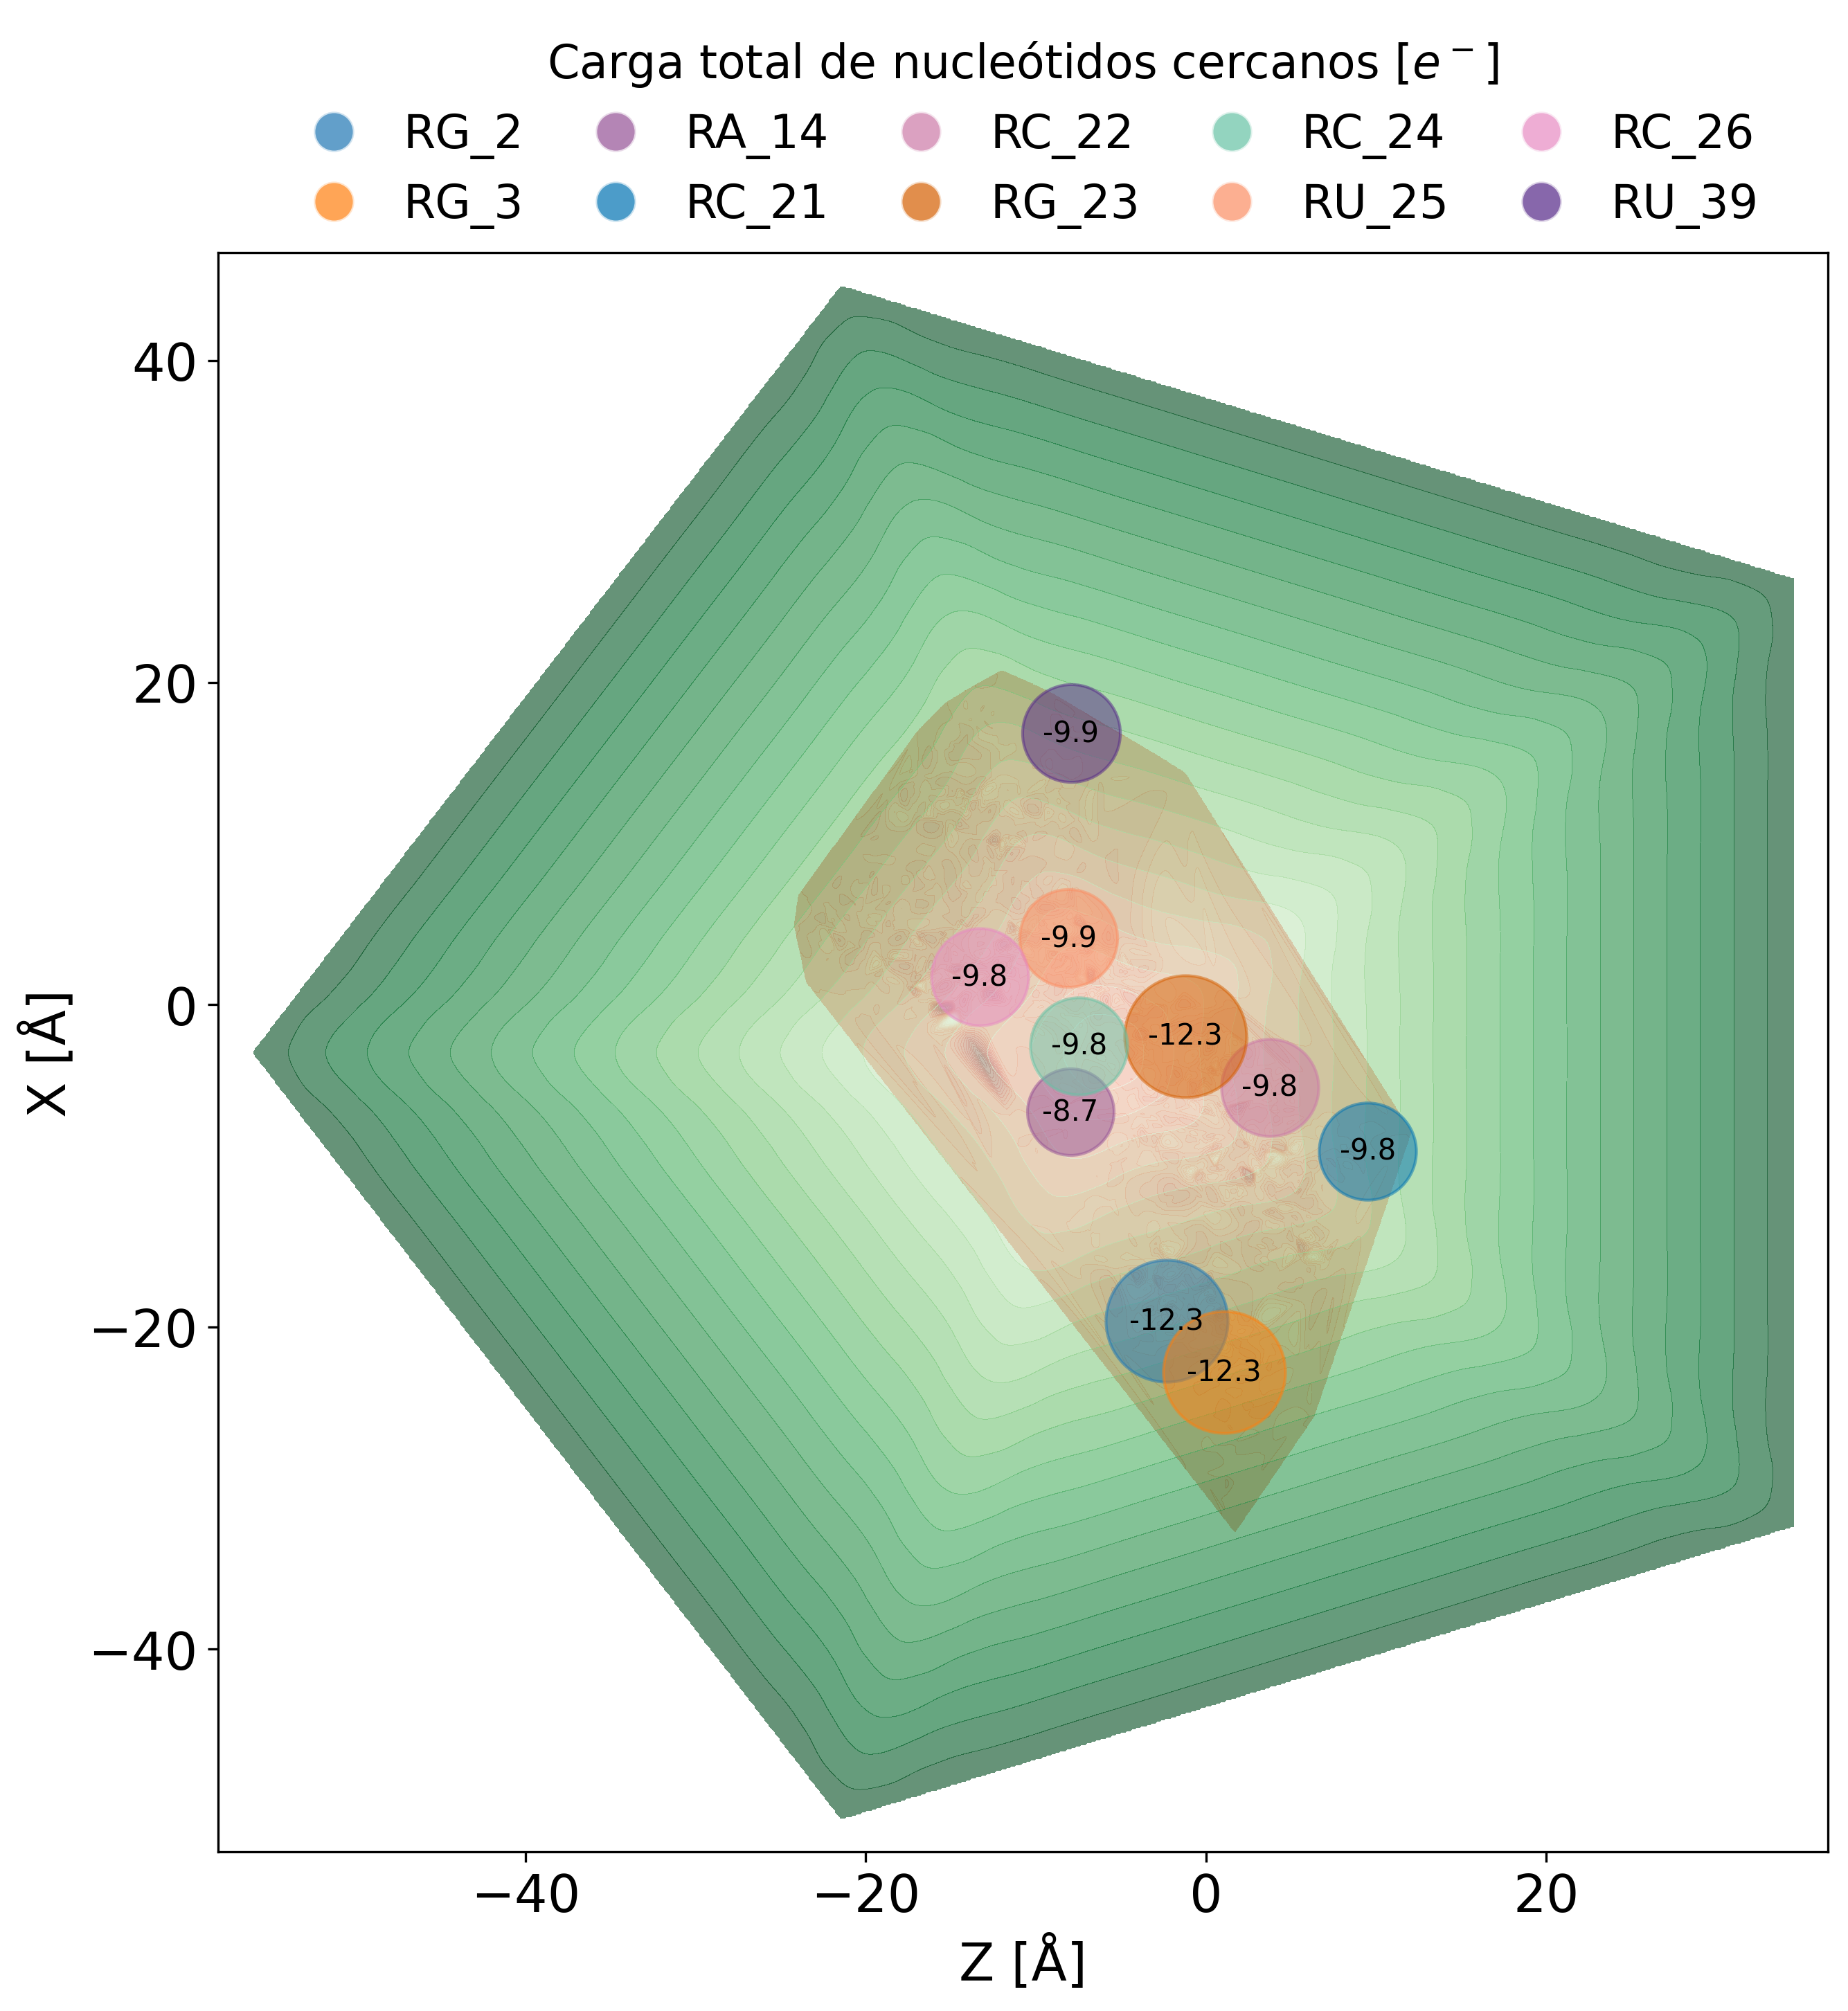 Carga total de nucleótidos cercanos [e⁻]
RG_2 RA_14 RC_22 RC_24 RC_26
RG_3 RC_21 RG_23 RU_25 RU_39
40
20
0
−20
−40
X [Å]
-9.9
-9.9
-9.8
-12.3
-9.8
-9.8
-8.7
-9.8
-12.3
-12.3
−40 −20 0 20
Z [Å]